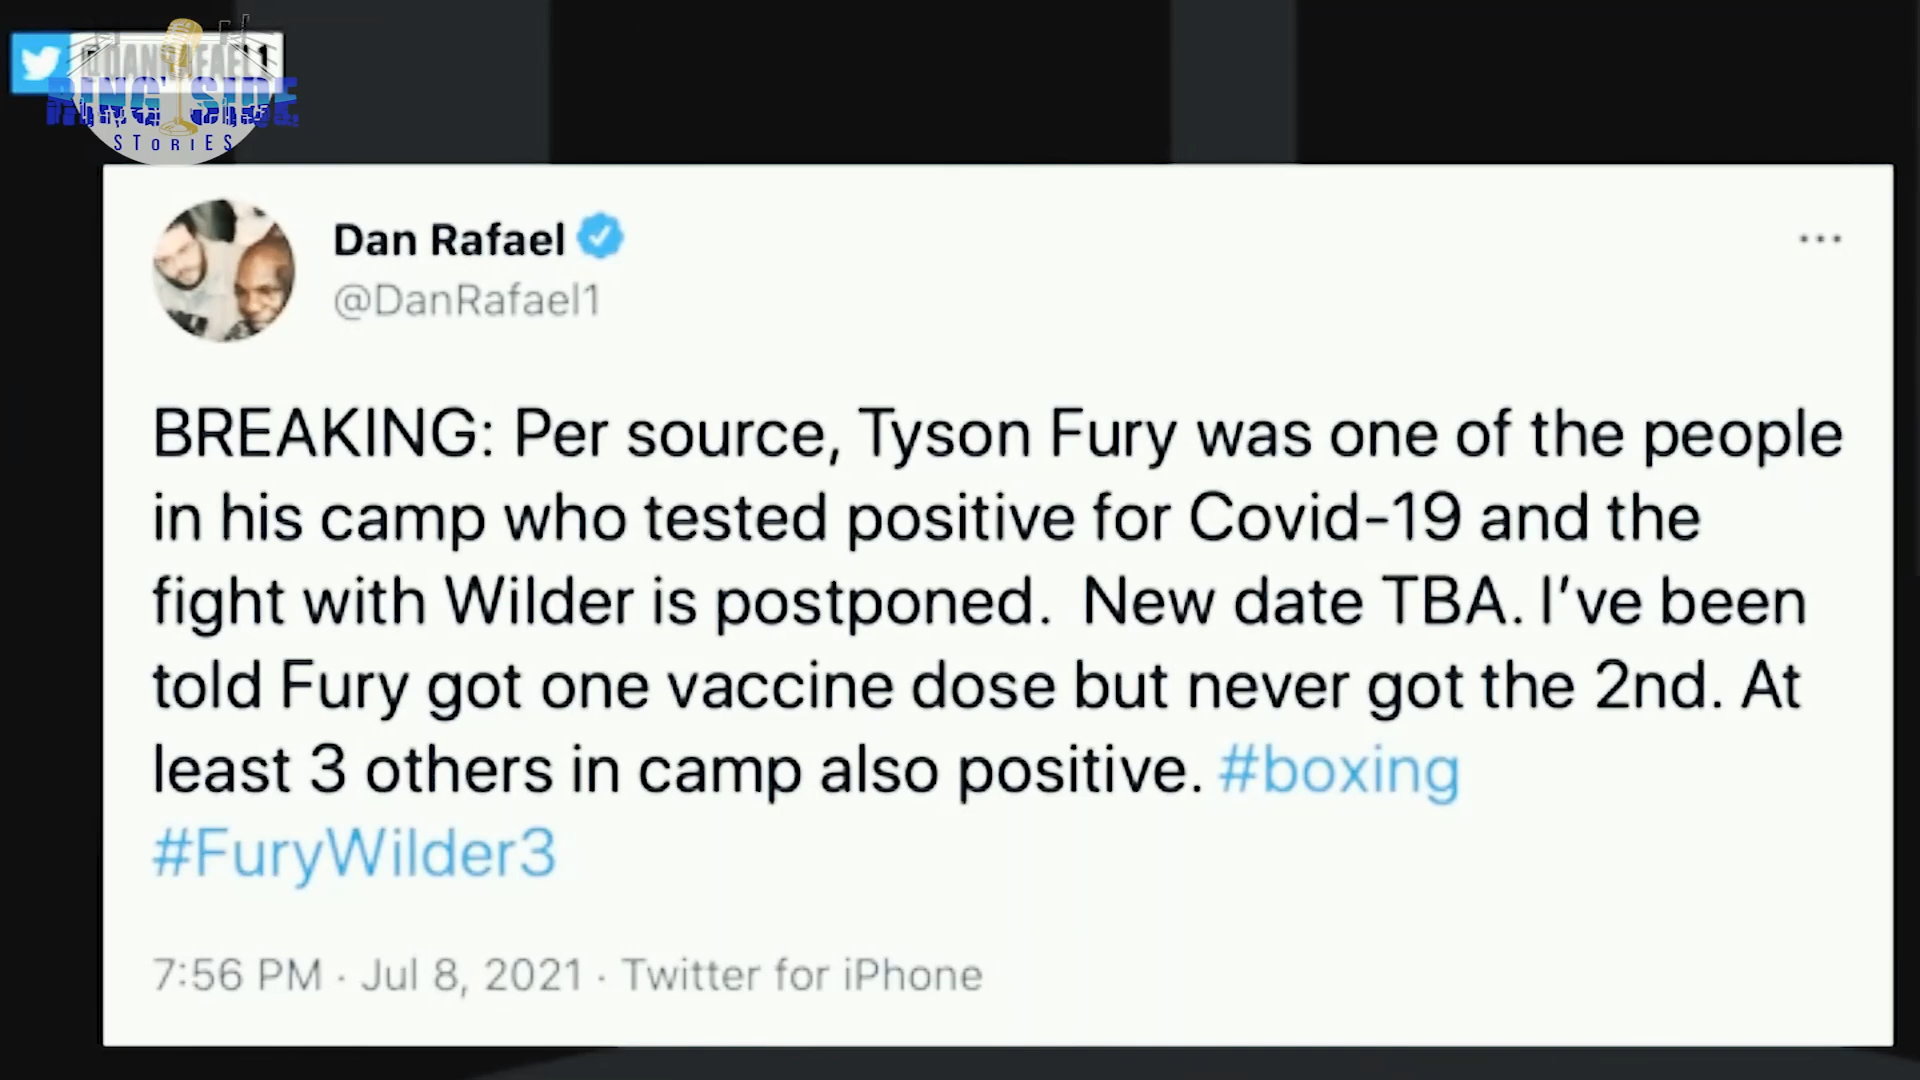 @DANRAFAEL1
RING SIDE
STORIES
Dan Rafael
@DanRafael1
BREAKING: Per source, Tyson Fury was one of the people
in his camp who tested positive for Covid-19 and the
fight with Wilder is postponed.  New date TBA. I’ve been
told Fury got one vaccine dose but never got the 2nd. At
least 3 others in camp also positive. #boxing
#FuryWilder3
7:56 PM · Jul 8, 2021 · Twitter for iPhone